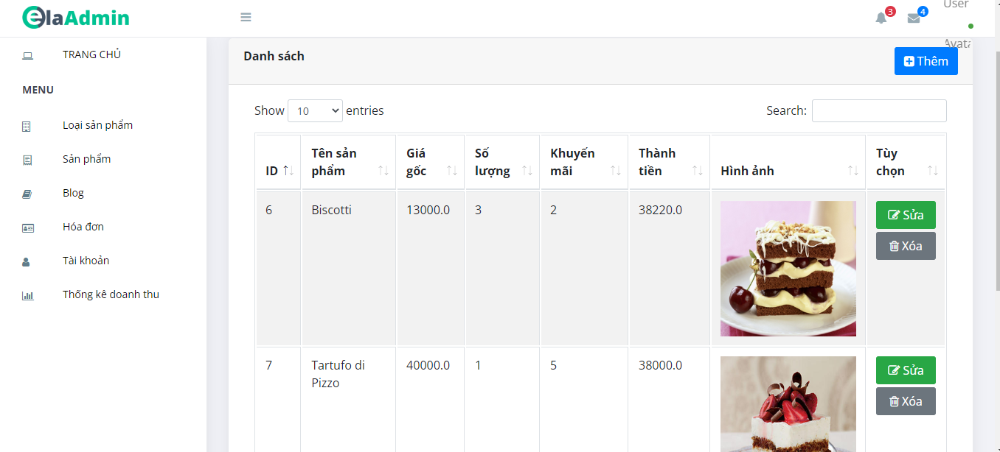 elaAdmin
3
4
User
Avata
TRANG CHỦ
MENU
Loại sản phẩm
Sản phẩm
Blog
Hóa đơn
Tài khoản
Thống kê doanh thu
Danh sách
Thêm
Show 10 entries
Search:
ID
Tên sản
phẩm
Giá
gốc
Số
lượng
Khuyến
mãi
Thành
tiền
Hình ảnh
Tùy
chọn
6 Biscotti 13000.0 3 2 38220.0
Sửa
Xóa
7 Tartufo di 40000.0 1 5 38000.0
Pizzo
Sửa
Xóa